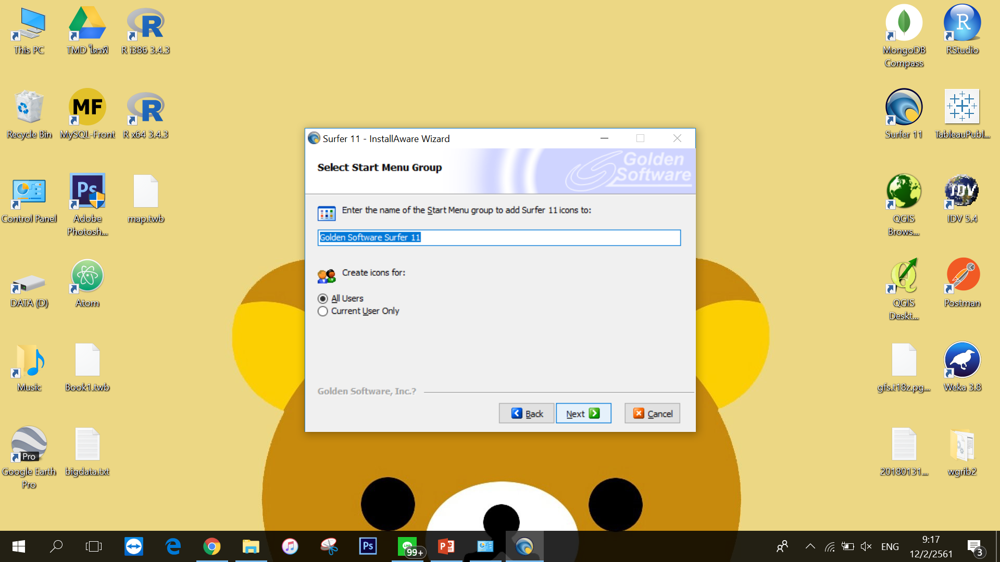 This PC
TMD ไดรฟ์
R i386 3.4.3
MongoDB
Compass
RStudio
MF
Recycle Bin
MySQL-Front
R x64 3.4.3
Surfer 11
TableauPubl...
Ps
Control Panel
Adobe
Photosh...
map.twb
QGIS
Brows...
IDV
IDV 5.4
DATA (D)
Atom
QGIS
Deskt...
Postman
Music
Book1.twb
gfs.t18z.pg...
Weka 3.8
Pro
Google Earth
Pro
bigdata.txt
20180131...
wgrib2
Surfer 11 - InstallAware Wizard
Select Start Menu Group
Golden
Software
Enter the name of the Start Menu group to add Surfer 11 icons to:
Golden Software Surfer 11
Create icons for:
All Users
Current User Only
Golden Software, Inc.?
Back
Next
Cancel
Ps
99+
ENG
9:17
12/2/2561
3